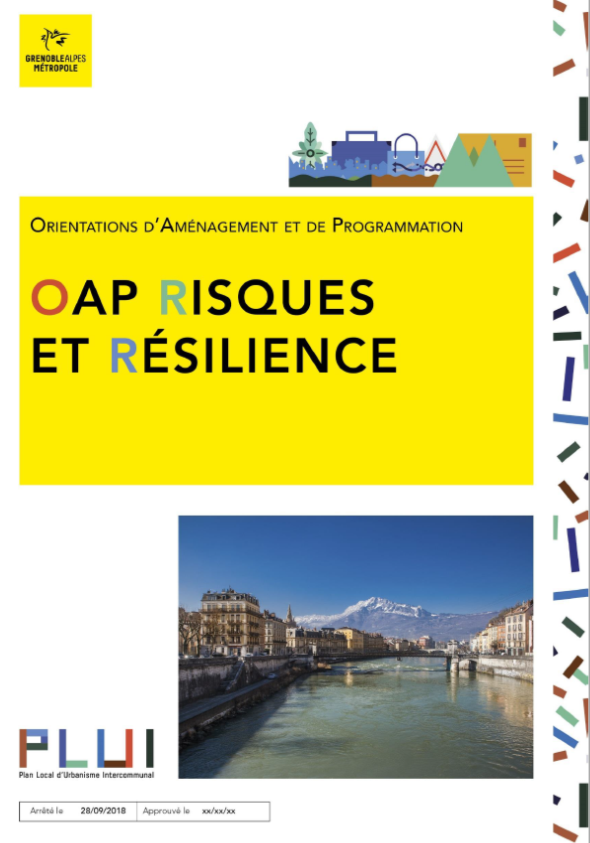 GRENOBLEALPES
MÉTROPOLE
ORIENTATIONS D'AMÉNAGEMENT ET DE PROGRAMMATION
OAP RISQUES
ET RÉSILIENCE
PLUI
Plan Local d'Urbanisme Intercommunal
Arrêté le 28/09/2018 Approuvé le xx/xx/xx